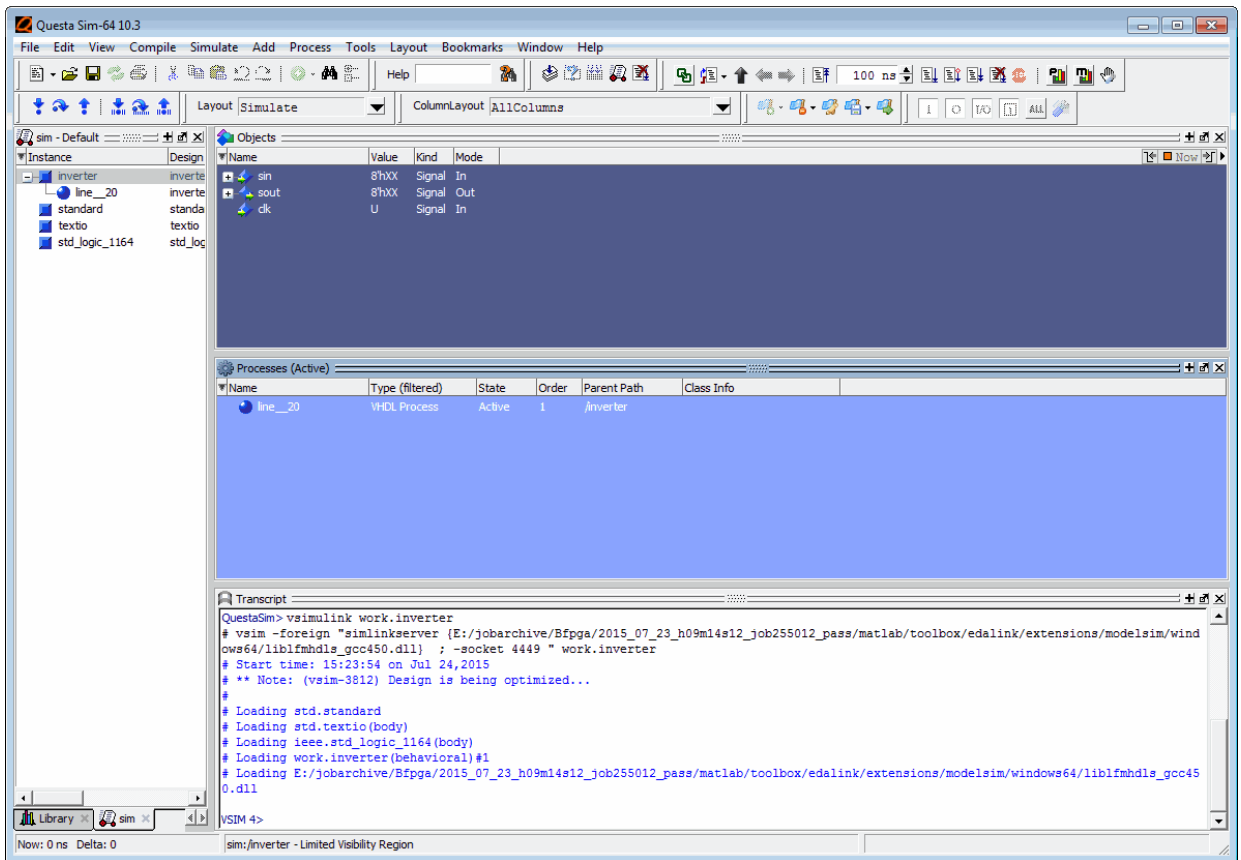 Questa Sim-64 10.3
File Edit View Compile Simulate Add Process Tools Layout Bookmarks Window Help
Help 100 ns
Layout Simulate ColumnLayout AllColumns I O I/O ALL
sim - Default
Instance Design
inverter inverte
line__20 inverte
standard standa
textio textio
std_logic_1164 std_log
Library sim
Objects
Name Value Kind Mode Now
sin 8'hXX Signal In
sout 8'hXX Signal Out
clk U Signal In
Processes (Active)
Name Type (filtered) State Order Parent Path Class Info
line__20 VHDL Process Active 1 /inverter
Transcript
QuestaSim> vsimulink work.inverter
# vsim -foreign "simlinkserver {E:/jobarchive/Bfpga/2015_07_23_h09m14s12_job255012_pass/matlab/toolbox/edalink/extensions/modelsim/wind
ows64/liblfmhdls_gcc450.dll} ; -socket 4449 " work.inverter
# Start time: 15:23:54 on Jul 24,2015
# ** Note: (vsim-3812) Design is being optimized...
#
# Loading std.standard
# Loading std.textio(body)
# Loading ieee.std_logic_1164(body)
# Loading work.inverter(behavioral)#1
# Loading E:/jobarchive/Bfpga/2015_07_23_h09m14s12_job255012_pass/matlab/toolbox/edalink/extensions/modelsim/windows64/liblfmhdls_gcc45
0.dll
VSIM 4>
Now: 0 ns Delta: 0 sim:/inverter - Limited Visibility Region